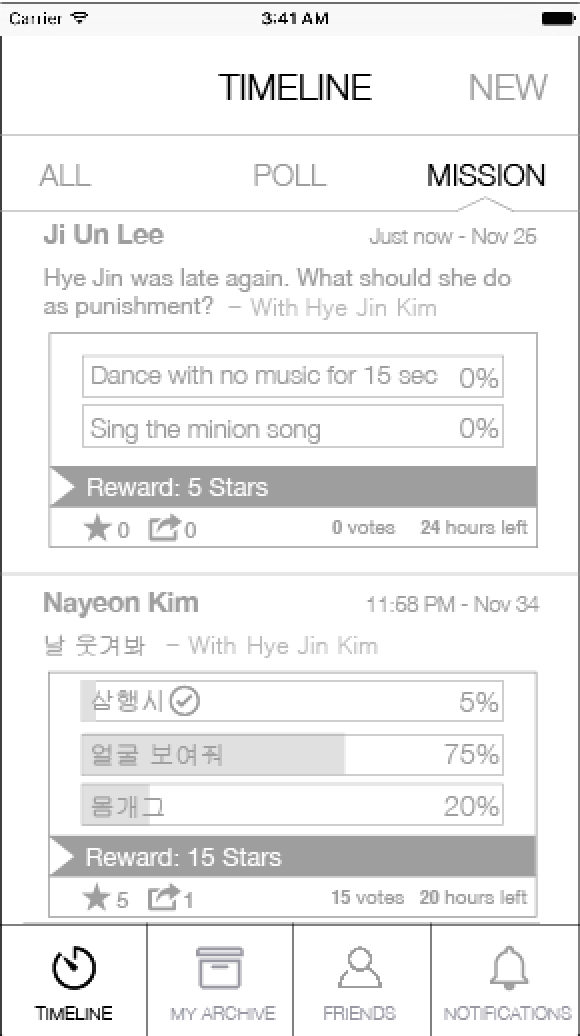 Carrier 3:41 AM
TIMELINE NEW
ALL POLL MISSION
Ji Un Lee Just now - Nov 25
Hye Jin was late again. What should she do
as punishment? – With Hye Jin Kim
Dance with no music for 15 sec 0%
Sing the minion song 0%
Reward: 5 Stars
0 0 0 votes 24 hours left
Nayeon Kim 11:58 PM - Nov 34
날 웃겨봐 – With Hye Jin Kim
삼행시 5%
얼굴 보여줘 75%
몸개그 20%
Reward: 15 Stars
5 1 15 votes 20 hours left
TIMELINE MY ARCHIVE FRIENDS NOTIFICATIONS